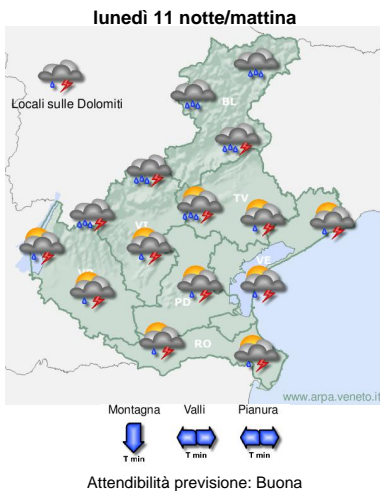 lunedì 11 notte/mattina
Locali sulle Dolomiti
BL
TV
VI
VE
PD
RO
www.arpa.veneto.it
Montagna Valli Pianura
T min T min T min
Attendibilità previsione: Buona